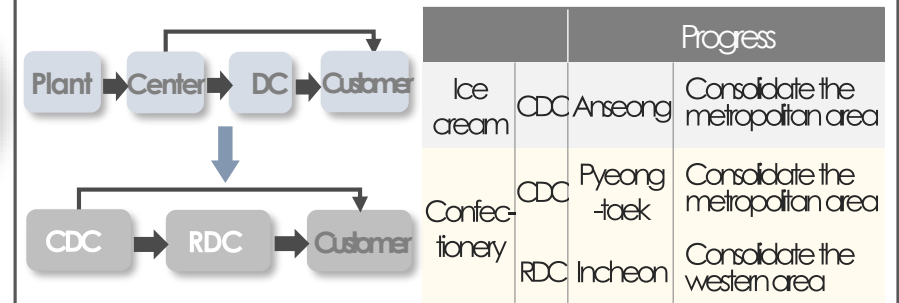 Plant Center DC Customer
CDC RDC Customer
Progress
Ice
cream
CDC
Anseong
Consolidate the
metropolitan area
Confec-
tionery
CDC
Pyeong
-taek
Consolidate the
metropolitan area
RDC
Incheon
Consolidate the
western area